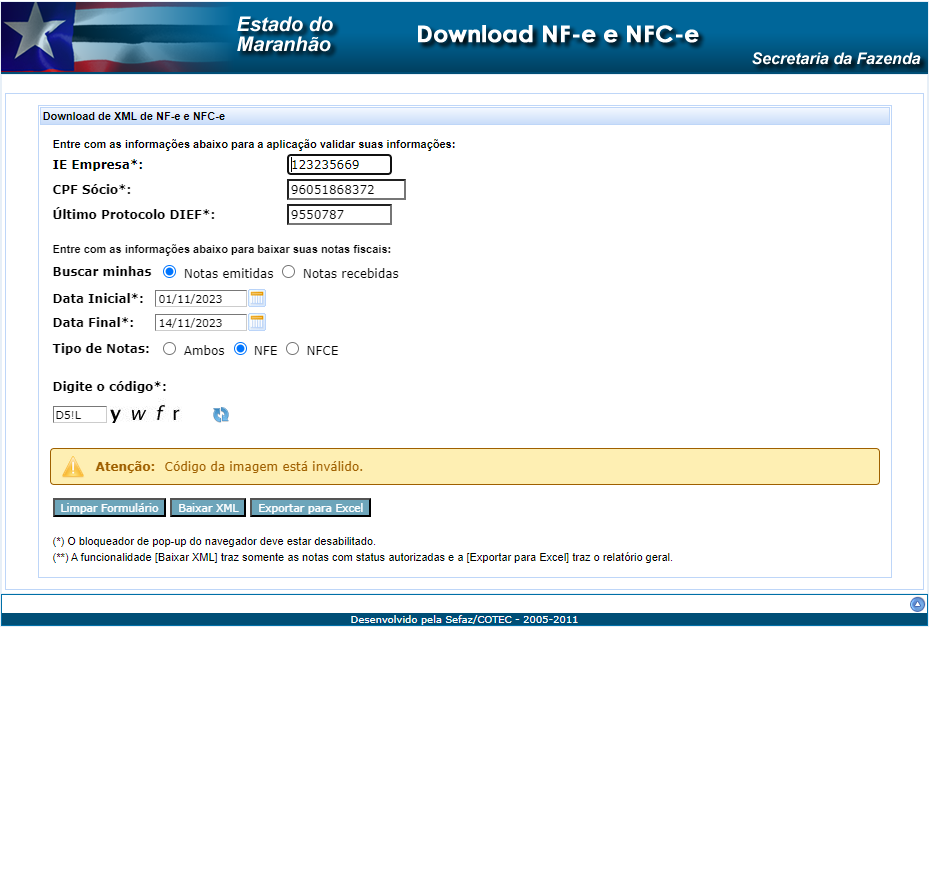 Estado do
Maranhão
Download NF-e e NFC-e
Secretaria da Fazenda
Download de XML de NF-e e NFC-e
Entre com as informações abaixo para a aplicação validar suas informações:
IE Empresa*: 123235669
CPF Sócio*: 96051868372
Último Protocolo DIEF*: 9550787
Entre com as informações abaixo para baixar suas notas fiscais:
Buscar minhas Notas emitidas Notas recebidas
Data Inicial*: 01/11/2023
Data Final*: 14/11/2023
Tipo de Notas: Ambos NFE NFCE
Digite o código*:
D5!L y w f r
Atenção: Código da imagem está inválido.
Limpar Formulário Baixar XML Exportar para Excel
(*) O bloqueador de pop-up do navegador deve estar desabilitado.
(**) A funcionalidade [Baixar XML] traz somente as notas com status autorizadas e a [Exportar para Excel] traz o relatório geral.
Desenvolvido pela Sefaz/COTEC - 2005-2011